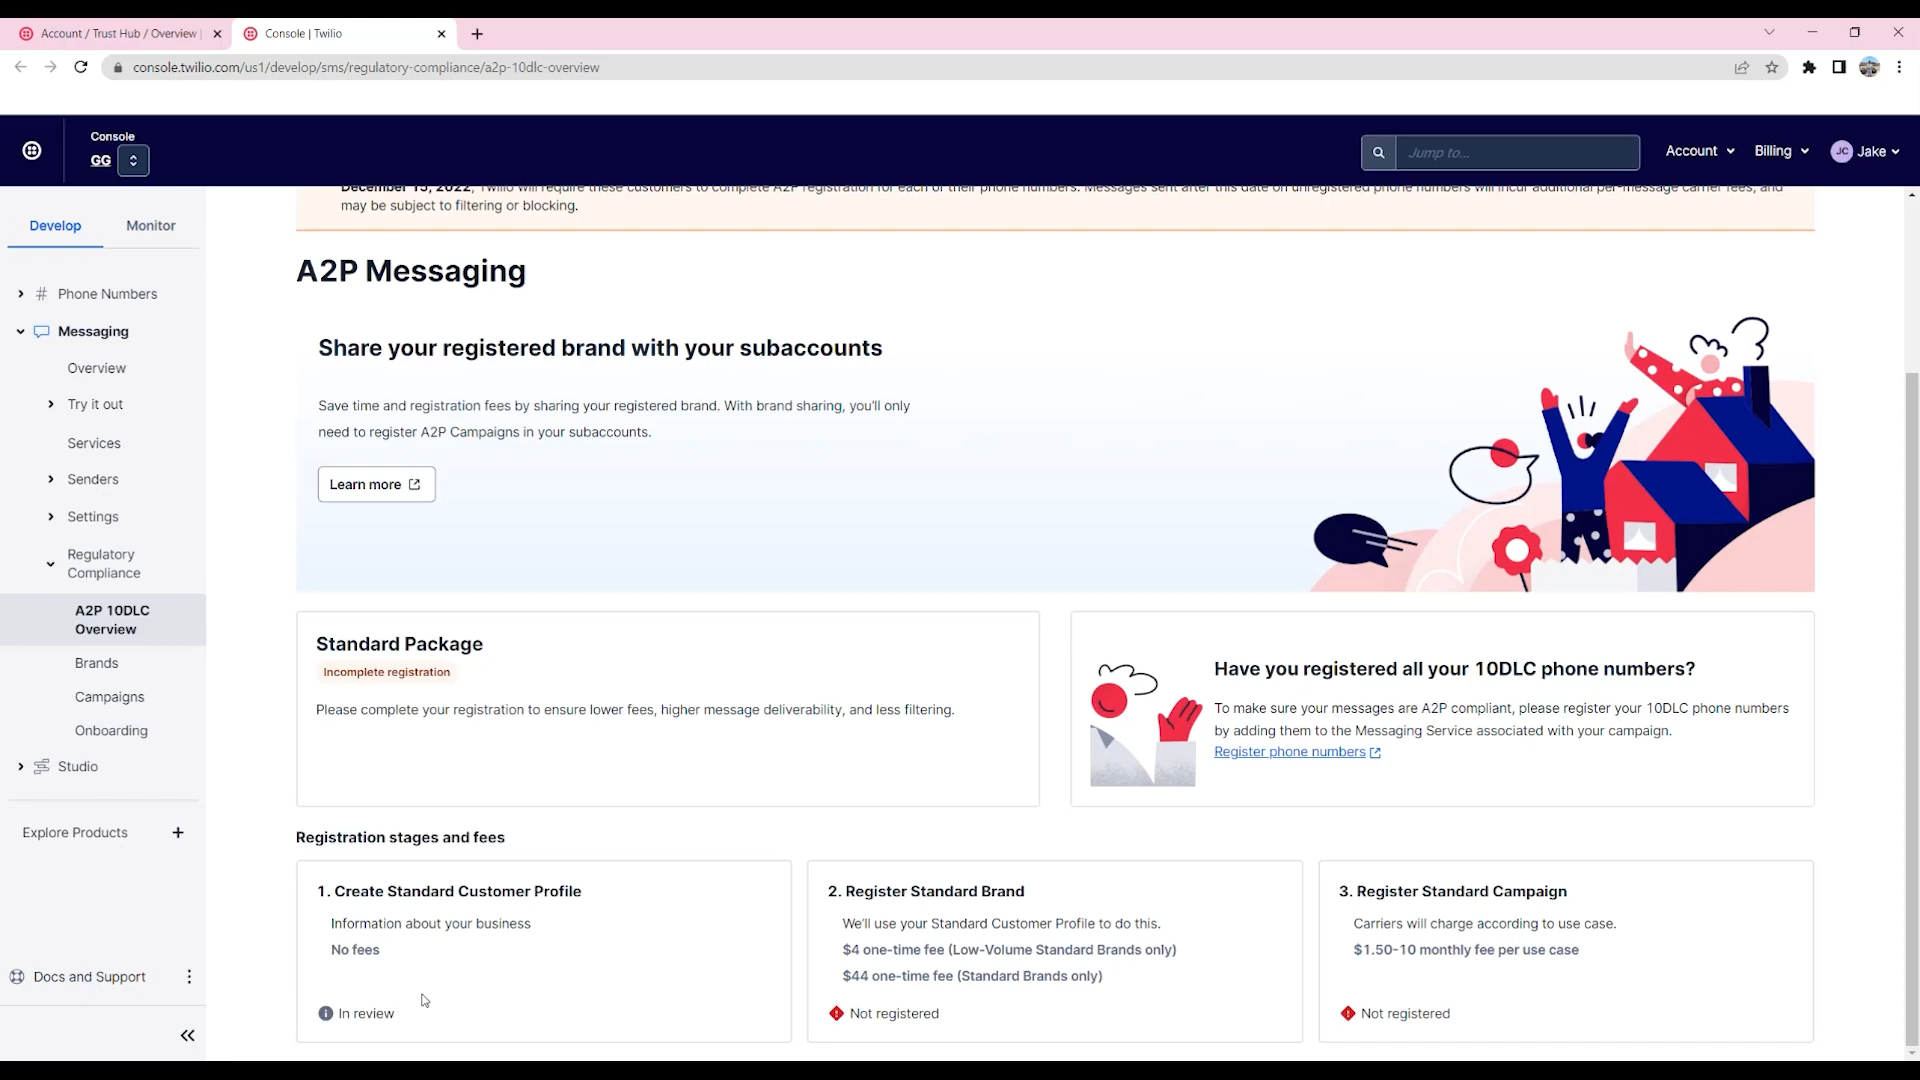 Account / Trust Hub / Overview
Console | Twilio
console.twilio.com/us1/develop/sms/regulatory-compliance/a2p-10dlc-overview
Console
GG
Jump to...
Account
Billing
JC
Jake
December 15, 2022, Twilio will require these customers to complete A2P registration for each of their phone numbers. Messages sent after this date on unregistered phone numbers will incur additional per-message carrier fees, and
may be subject to filtering or blocking.
Develop
Monitor
Phone Numbers
Messaging
Overview
Try it out
Services
Senders
Settings
Regulatory
Compliance
A2P 10DLC
Overview
Brands
Campaigns
Onboarding
Studio
Explore Products
Docs and Support
A2P Messaging
Share your registered brand with your subaccounts
Save time and registration fees by sharing your registered brand. With brand sharing, you'll only
need to register A2P Campaigns in your subaccounts.
Learn more
Standard Package
Incomplete registration
Please complete your registration to ensure lower fees, higher message deliverability, and less filtering.
Have you registered all your 10DLC phone numbers?
To make sure your messages are A2P compliant, please register your 10DLC phone numbers
by adding them to the Messaging Service associated with your campaign.
Register phone numbers
Registration stages and fees
1. Create Standard Customer Profile
Information about your business
No fees
In review
2. Register Standard Brand
We'll use your Standard Customer Profile to do this.
$4 one-time fee (Low-Volume Standard Brands only)
$44 one-time fee (Standard Brands only)
Not registered
3. Register Standard Campaign
Carriers will charge according to use case.
$1.50-10 monthly fee per use case
Not registered